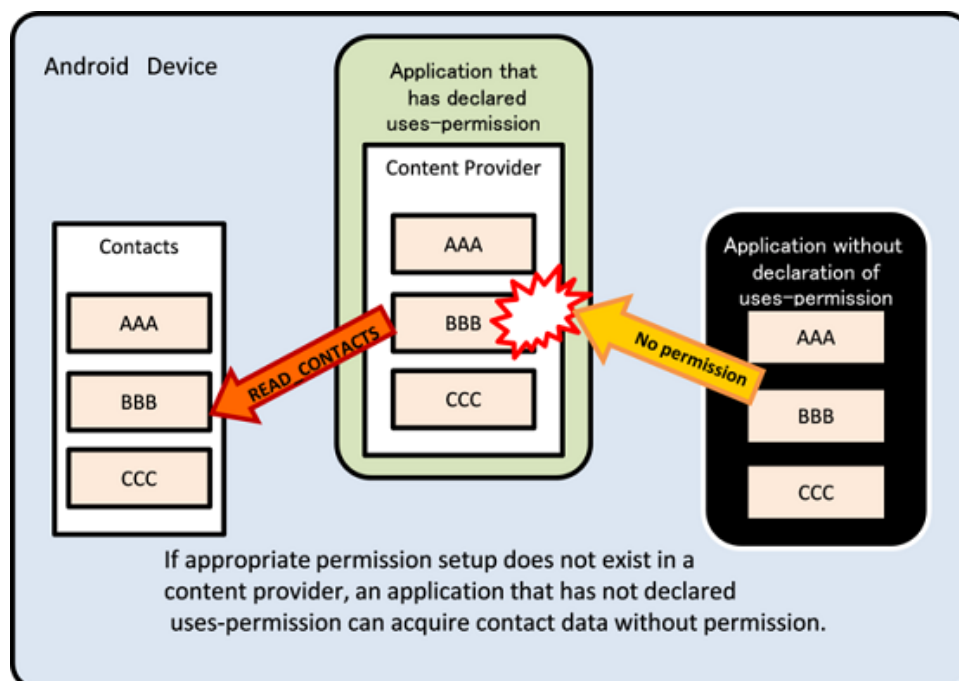 Android Device
Application that
has declared
uses-permission
Content Provider
AAA
BBB
CCC
Contacts
AAA
BBB
CCC
READ_CONTACTS
No permission
Application without
declaration of
uses-permission
AAA
BBB
CCC
If appropriate permission setup does not exist in a
content provider, an application that has not declared
uses-permission can acquire contact data without permission.